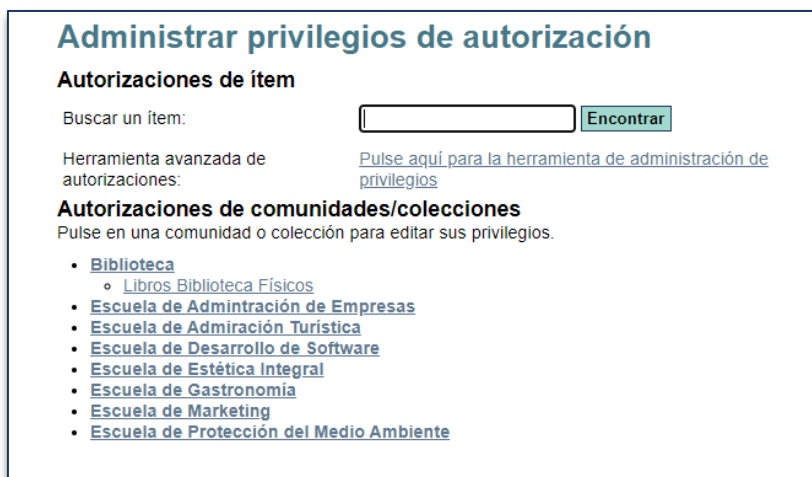 Administrar privilegios de autorización
Autorizaciones de ítem
Buscar un ítem:
Encontrar
Herramienta avanzada de
autorizaciones:
Pulse aquí para la herramienta de administración de
privilegios
Autorizaciones de comunidades/colecciones
Pulse en una comunidad o colección para editar sus privilegios.
Biblioteca
Libros Biblioteca Físicos
Escuela de Admintración de Empresas
Escuela de Admiración Turística
Escuela de Desarrollo de Software
Escuela de Estética Integral
Escuela de Gastronomía
Escuela de Marketing
Escuela de Protección del Medio Ambiente